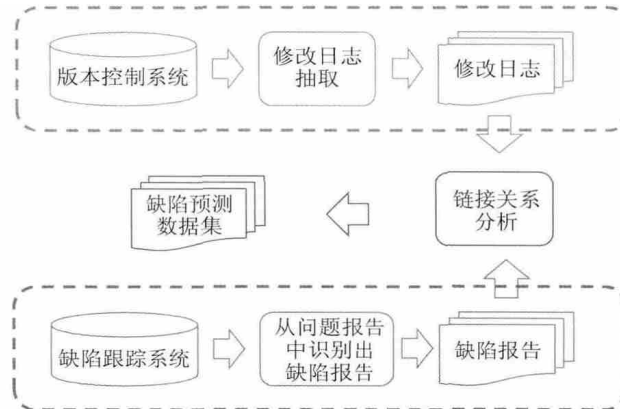 版本控制系统
修改日志
抽取
修改日志
缺陷预测
数据集
链接关系
分析
缺陷跟踪系统
从问题报告
中识别出
缺陷报告
缺陷报告